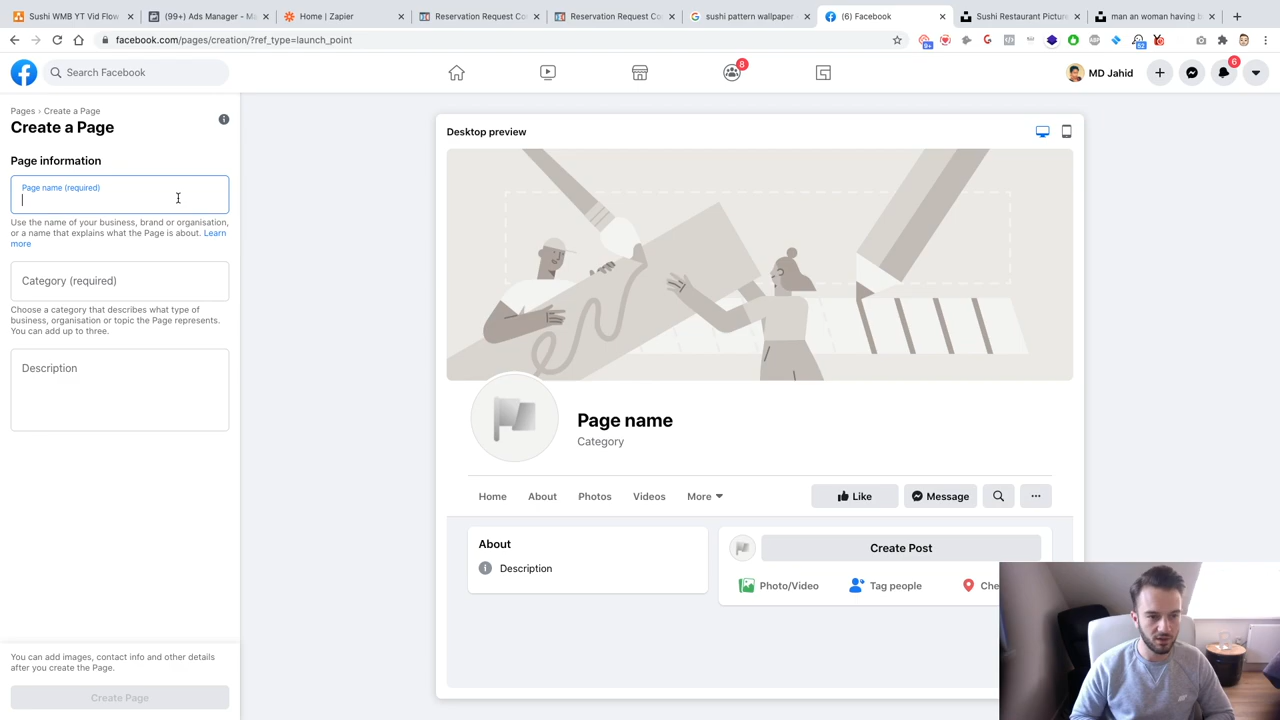 Sushi WMB YT Vid Flow
(99+) Ads Manager - Ma
Home | Zapier
Reservation Request Co
Reservation Request Co
sushi pattern wallpaper
(6) Facebook
Sushi Restaurant Picture
man an woman having b
facebook.com/pages/creation/?ref_type=launch_point
9+
52
Search Facebook
8
MD Jahid
6
Pages › Create a Page
Create a Page
Page information
Page name (required)
Use the name of your business, brand or organisation,
or a name that explains what the Page is about. Learn
more
Category (required)
Choose a category that describes what type of
business, organisation or topic the Page represents.
You can add up to three.
Description
You can add images, contact info and other details
after you create the Page.
Create Page
Desktop preview
Page name
Category
Home
About
Photos
Videos
More
Like
Message
About
Description
Create Post
Photo/Video
Tag people
Che